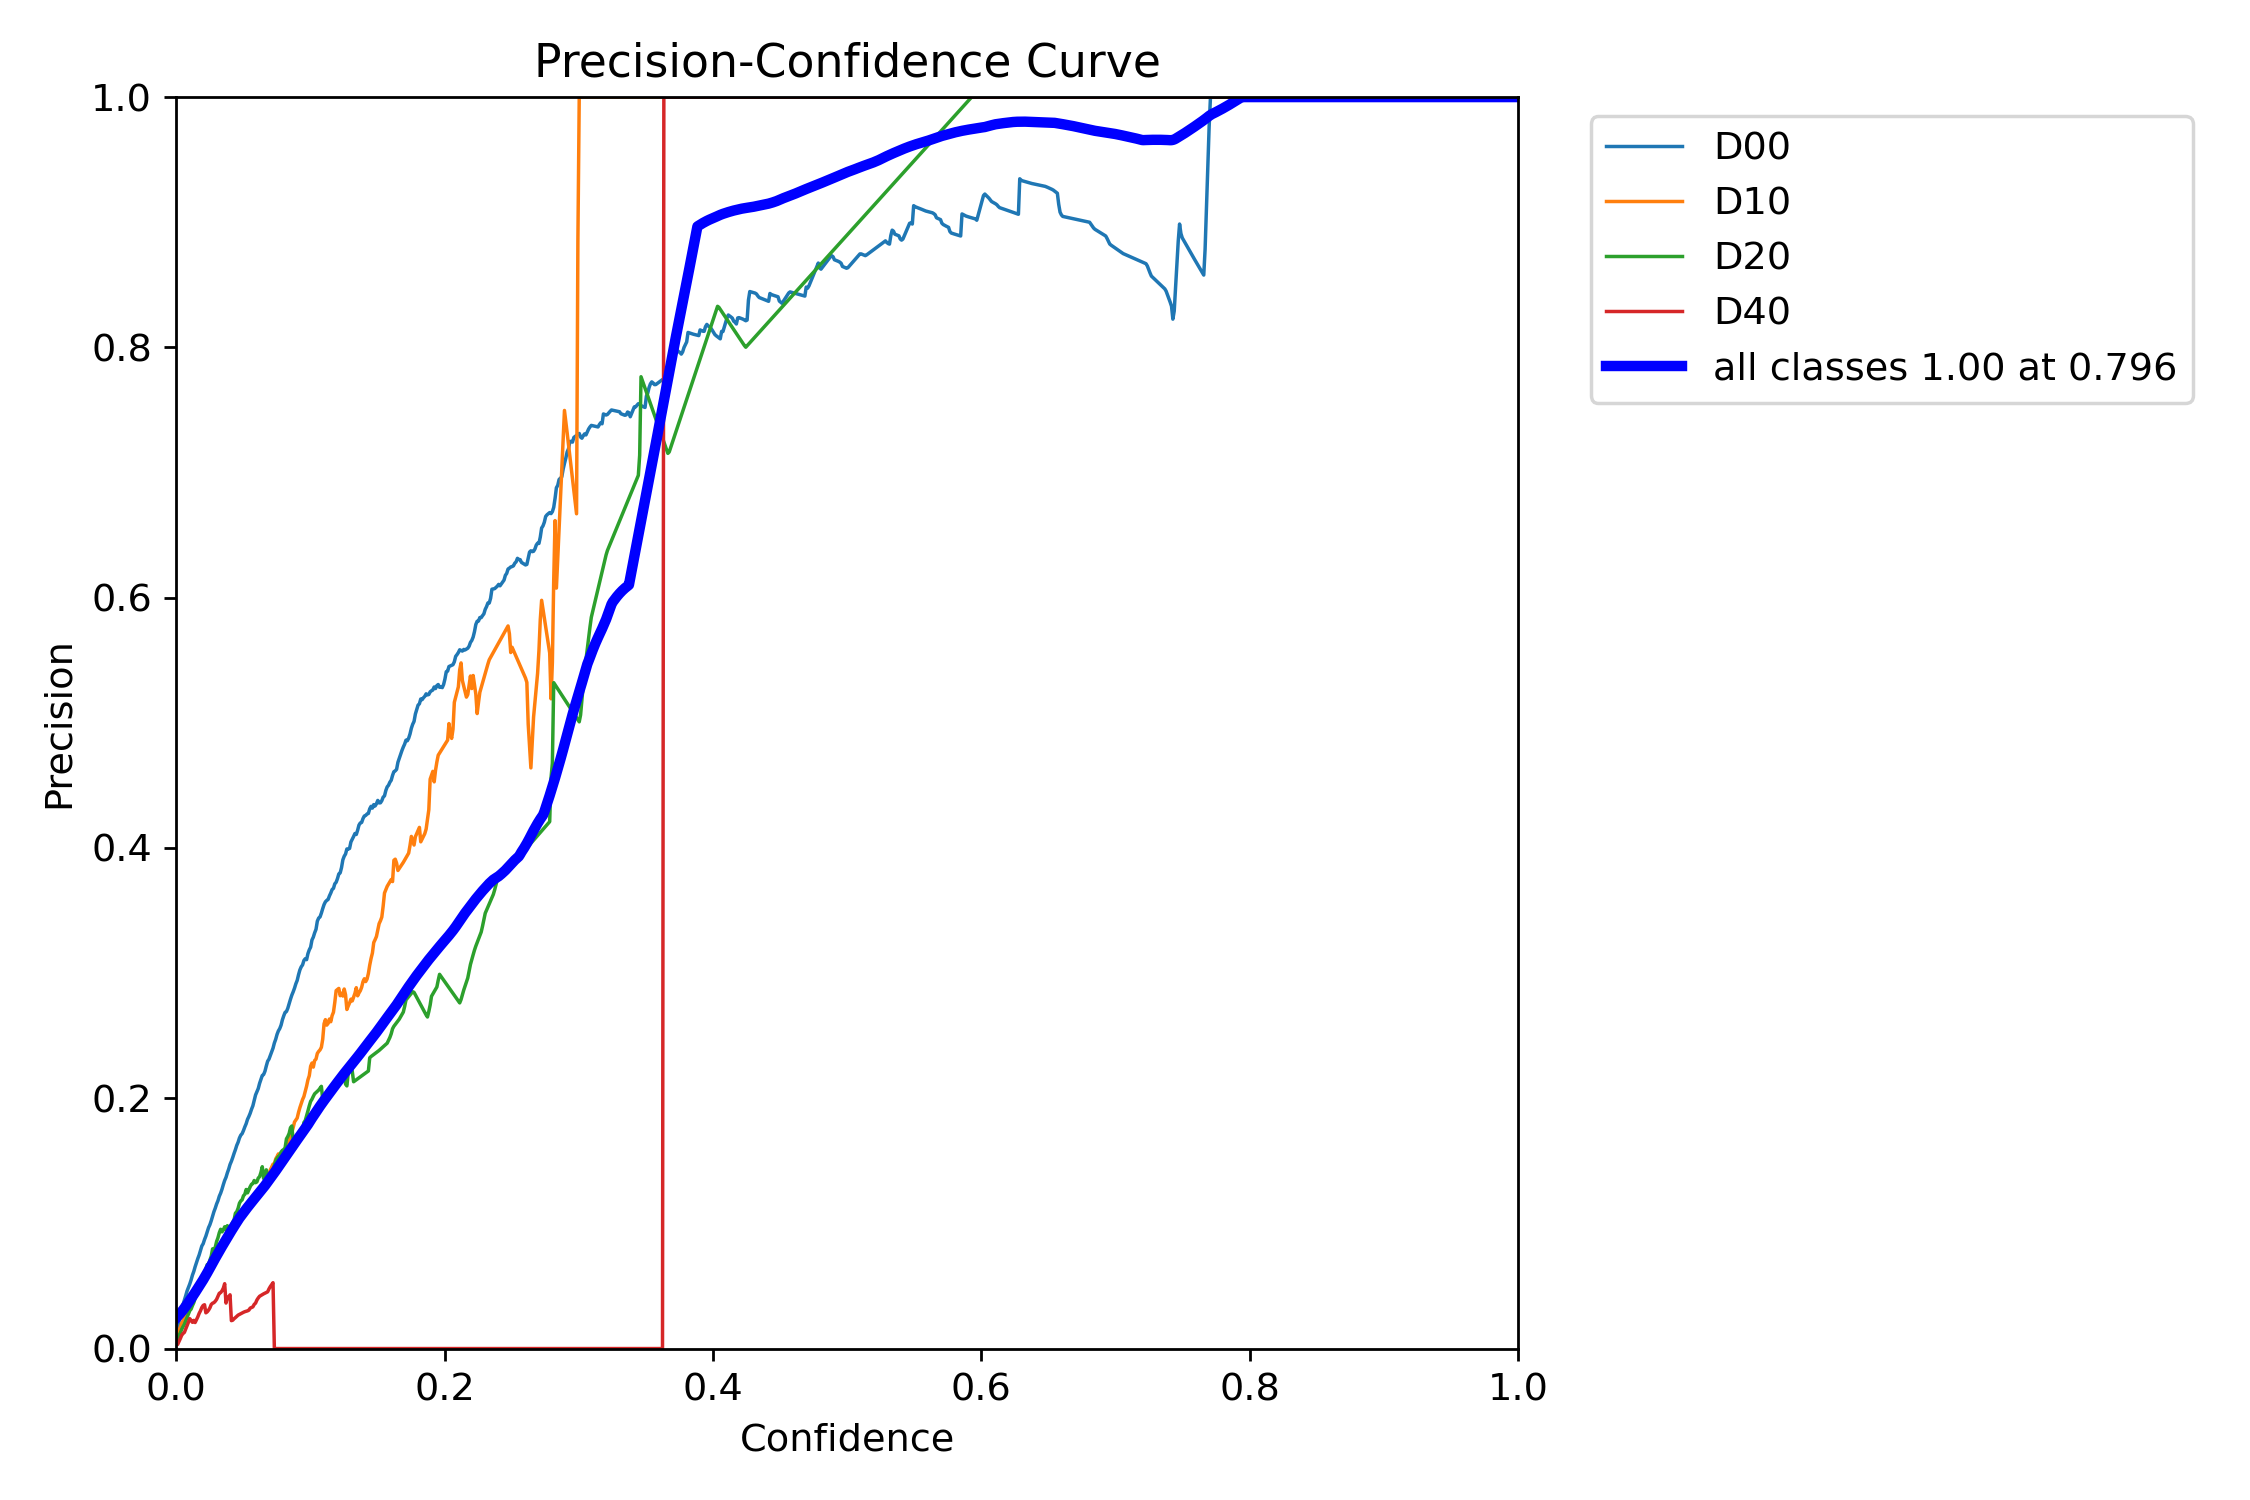 Precision-Confidence Curve
1.0
0.8
0.6
0.4
0.2
0.0
Precision
0.0 0.2 0.4 0.6 0.8 1.0
Confidence
D00
D10
D20
D40
all classes 1.00 at 0.796